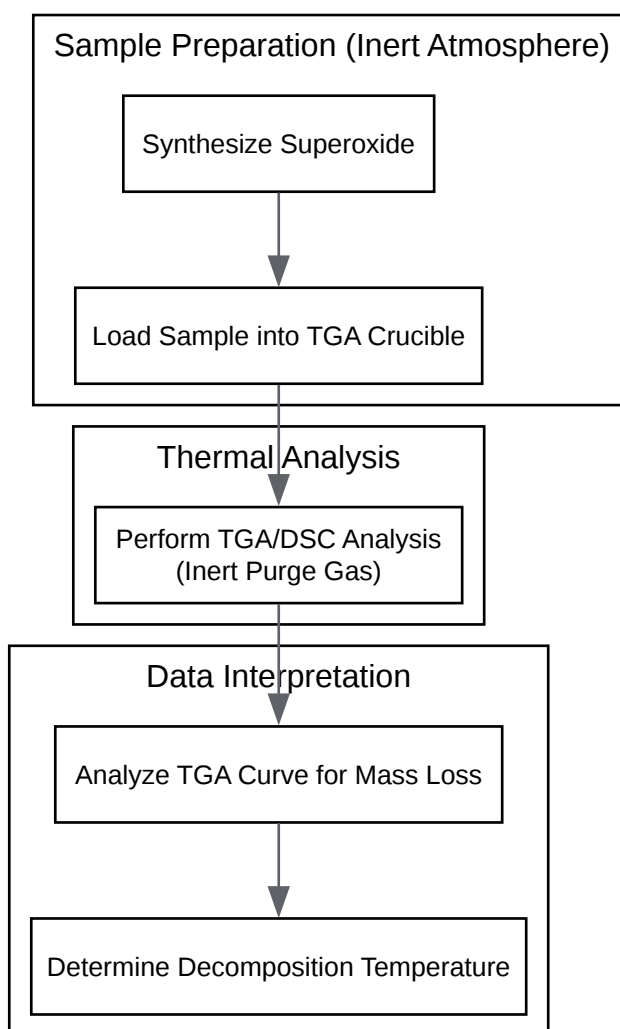 Sample Preparation (Inert Atmosphere)
Synthesize Superoxide
Load Sample into TGA Crucible
Thermal Analysis
Perform TGA/DSC Analysis
(Inert Purge Gas)
Data Interpretation
Analyze TGA Curve for Mass Loss
Determine Decomposition Temperature